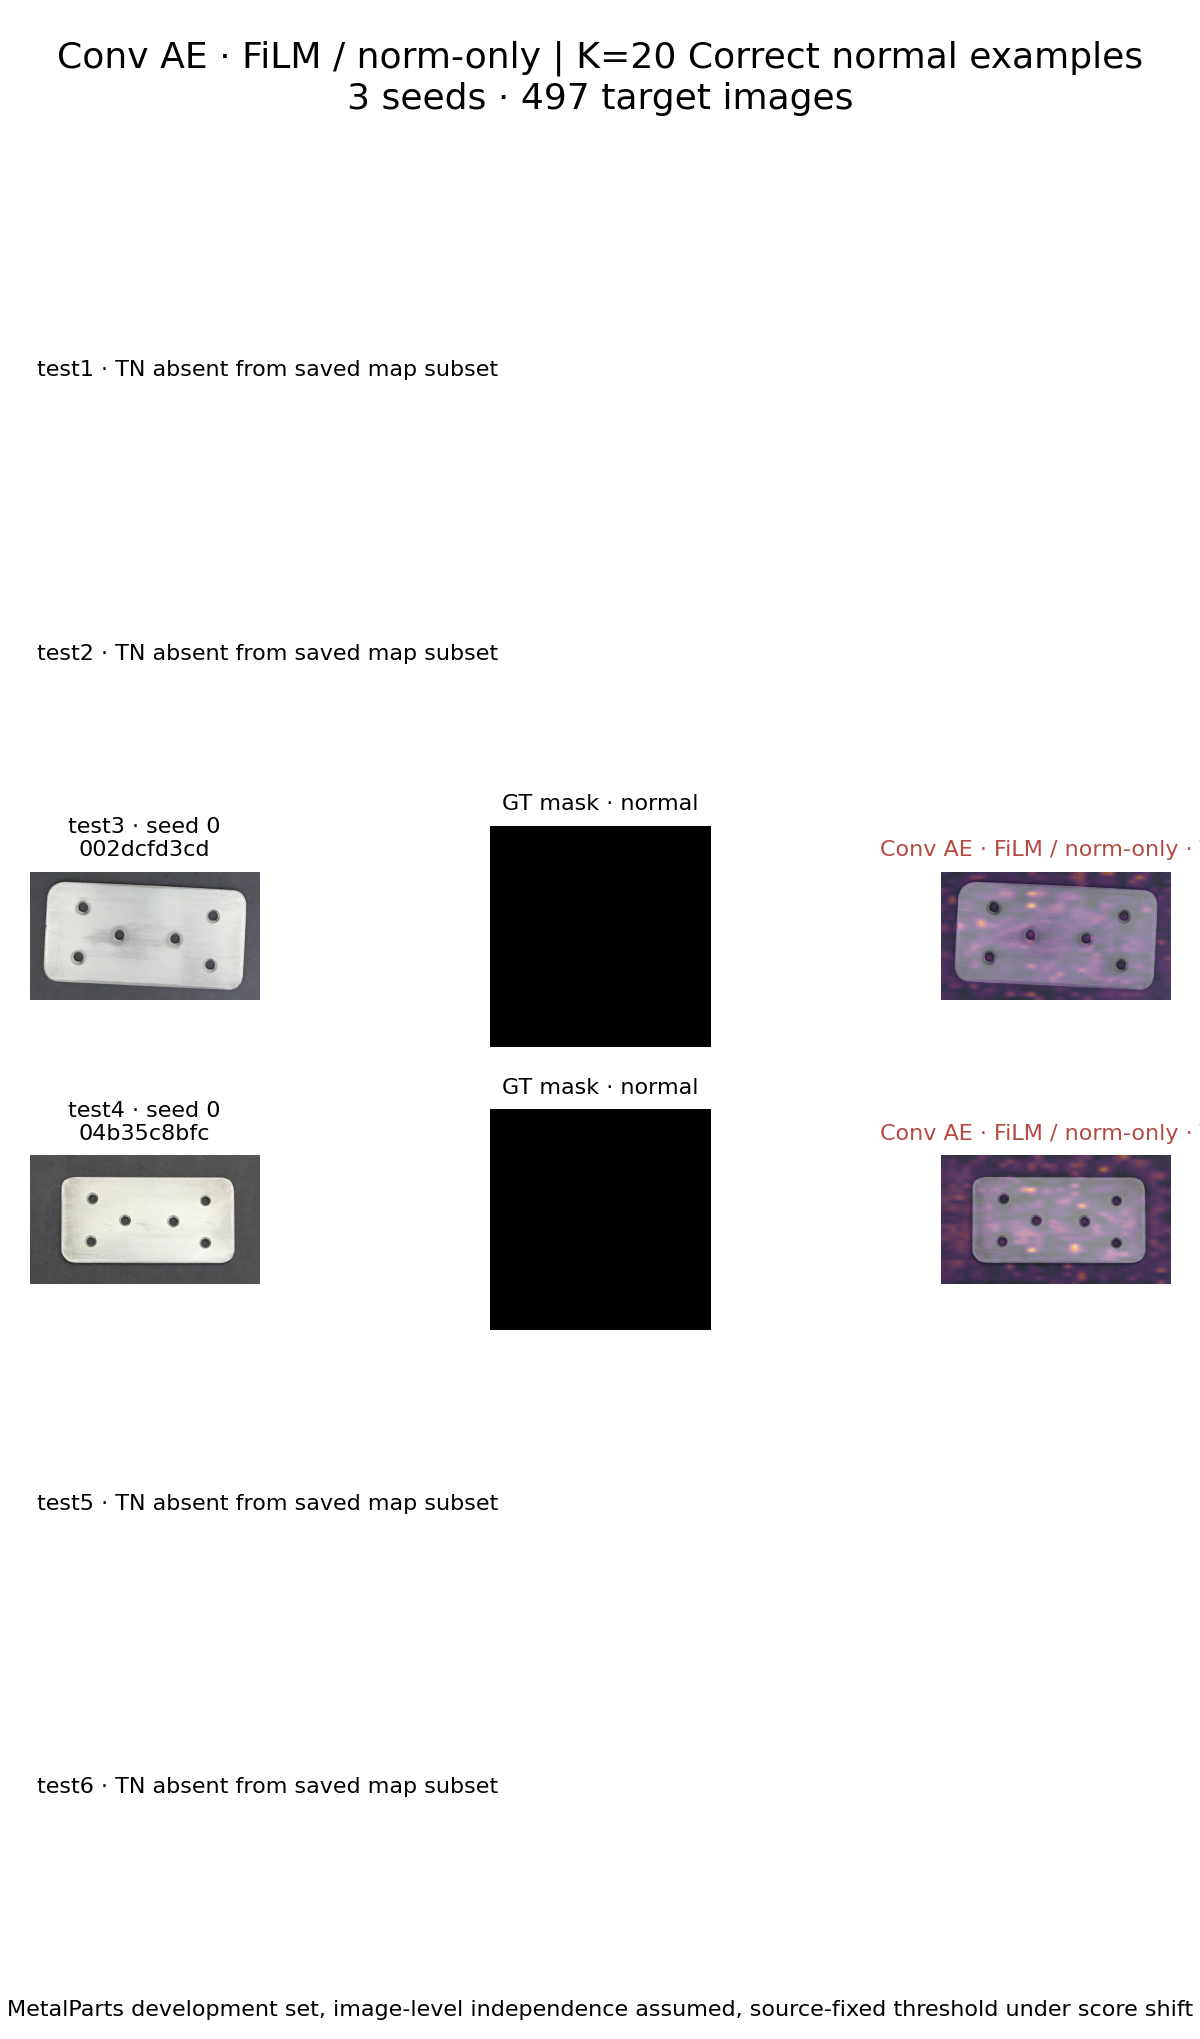 Conv AE · FiLM / norm-only | K=20 Correct normal examples
3 seeds · 497 target images
test1 · TN absent from saved map subset
test2 · TN absent from saved map subset
test3 · seed 0
002dcfd3cd
GT mask · normal
Conv AE · FiLM / norm-only ·
test4 · seed 0
04b35c8bfc
GT mask · normal
Conv AE · FiLM / norm-only ·
test5 · TN absent from saved map subset
test6 · TN absent from saved map subset
MetalParts development set, image-level independence assumed, source-fixed threshold under score shift